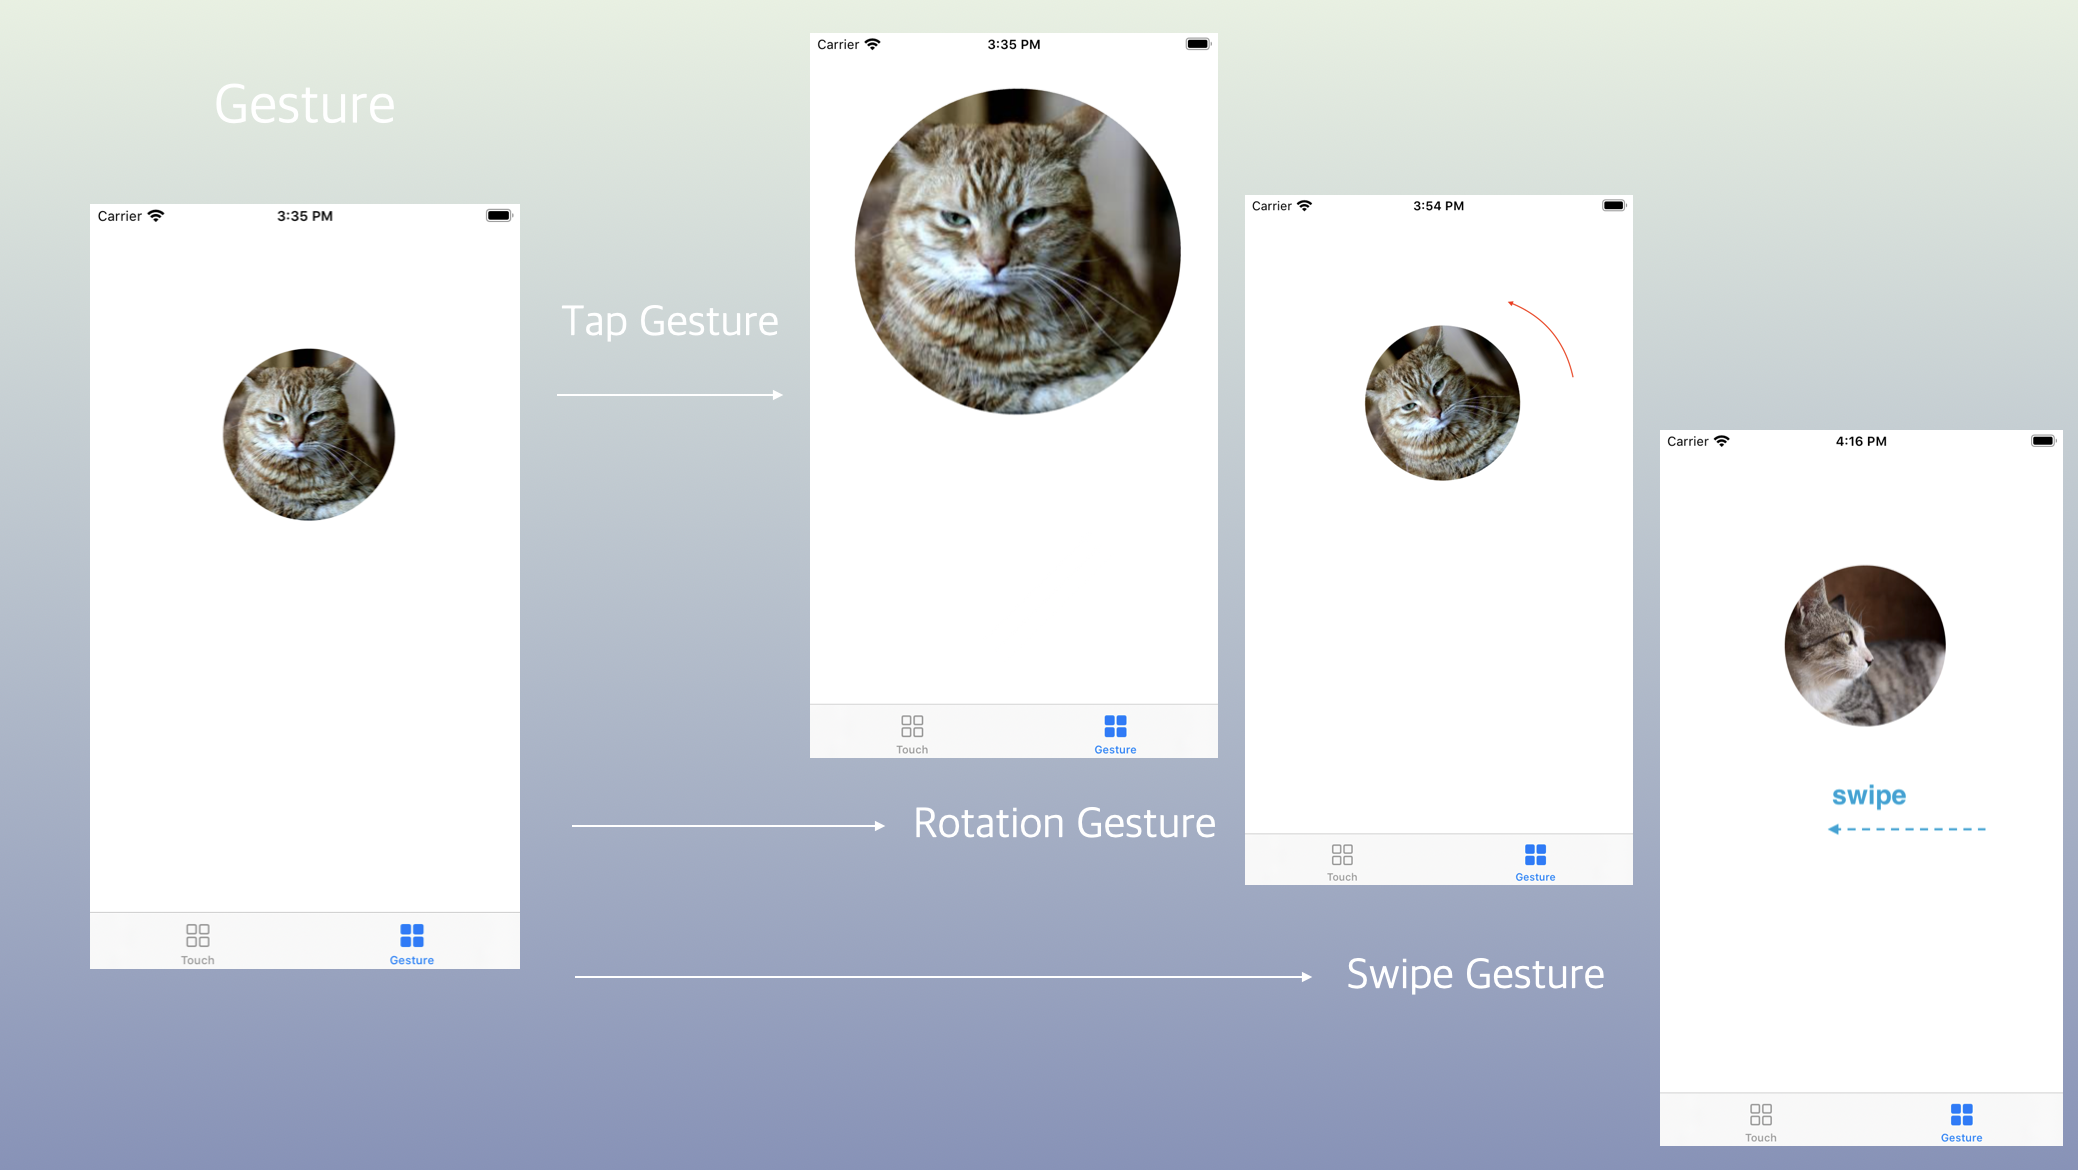 Gesture
Carrier 3:35 PM
Touch Gesture
Tap Gesture
Carrier 3:35 PM
Touch Gesture
Rotation Gesture
Carrier 3:54 PM
Touch Gesture
Swipe Gesture
Carrier 4:16 PM
swipe
Touch Gesture